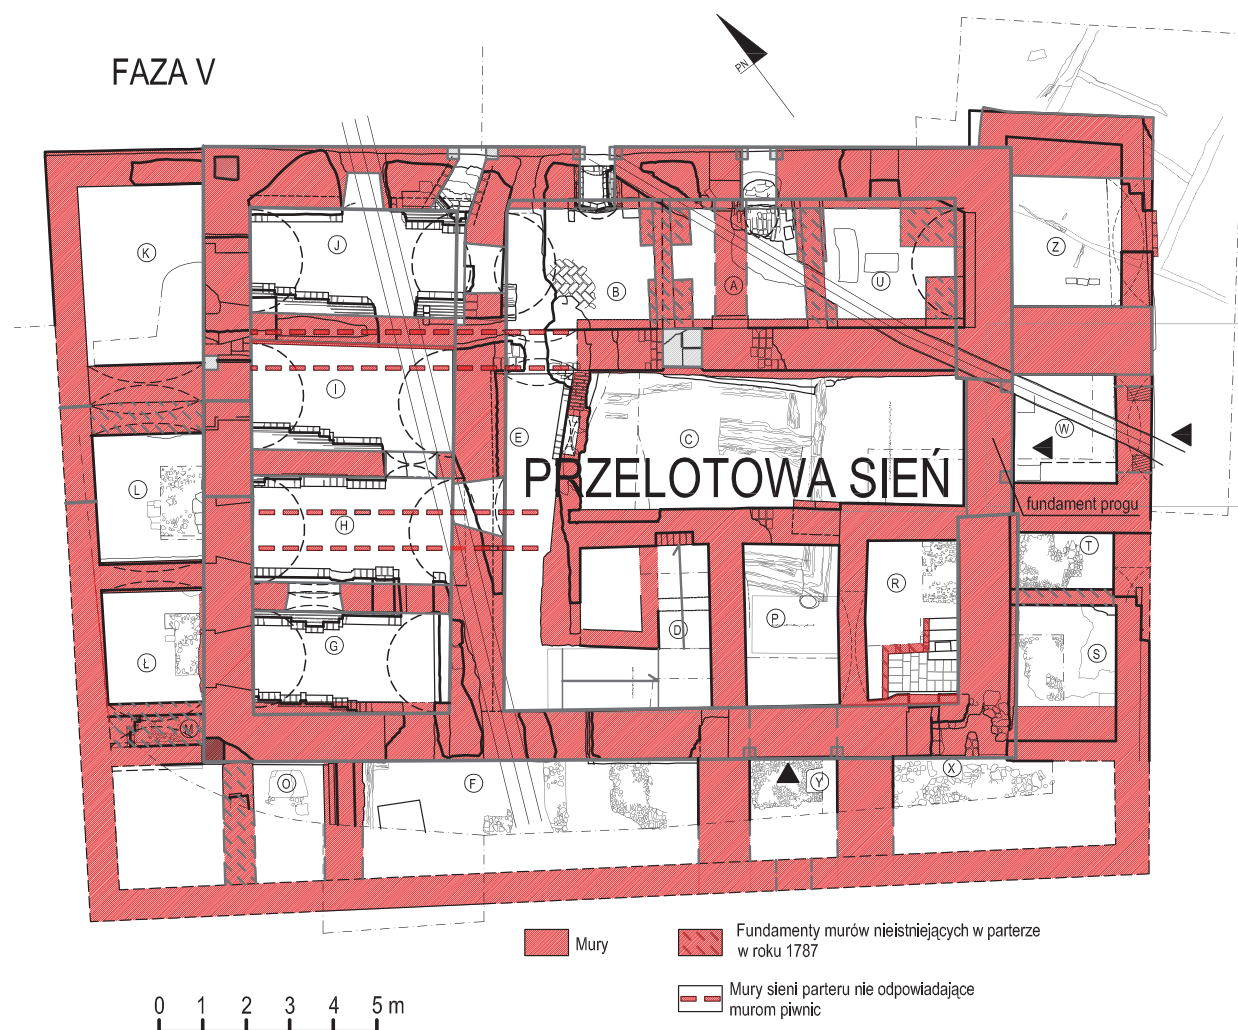 FAZA V
PN
J
K
Z
B
A
U
I
E
C
W
PRZELOTOWA SIEŃ
L
fundament progu
H
T
R
P
D
G
S
Ł
M
O
F
Y
X
Mury
Fundamenty murów nieistniejących w parterze
w roku 1787
Mury sieni parteru nie odpowiadające
murom piwnic
0 1 2 3 4 5 m